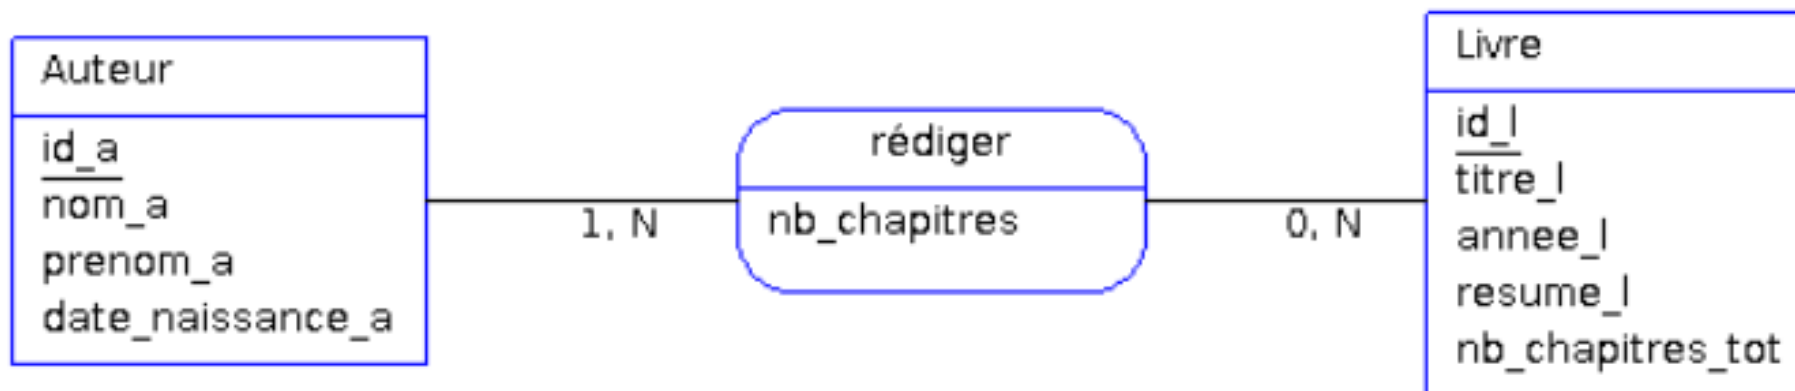 Auteur
id_a
nom_a
prenom_a
date_naissance_a
1, N
rédiger
nb_chapitres
0, N
Livre
id_l
titre_l
annee_l
resume_l
nb_chapitres_tot